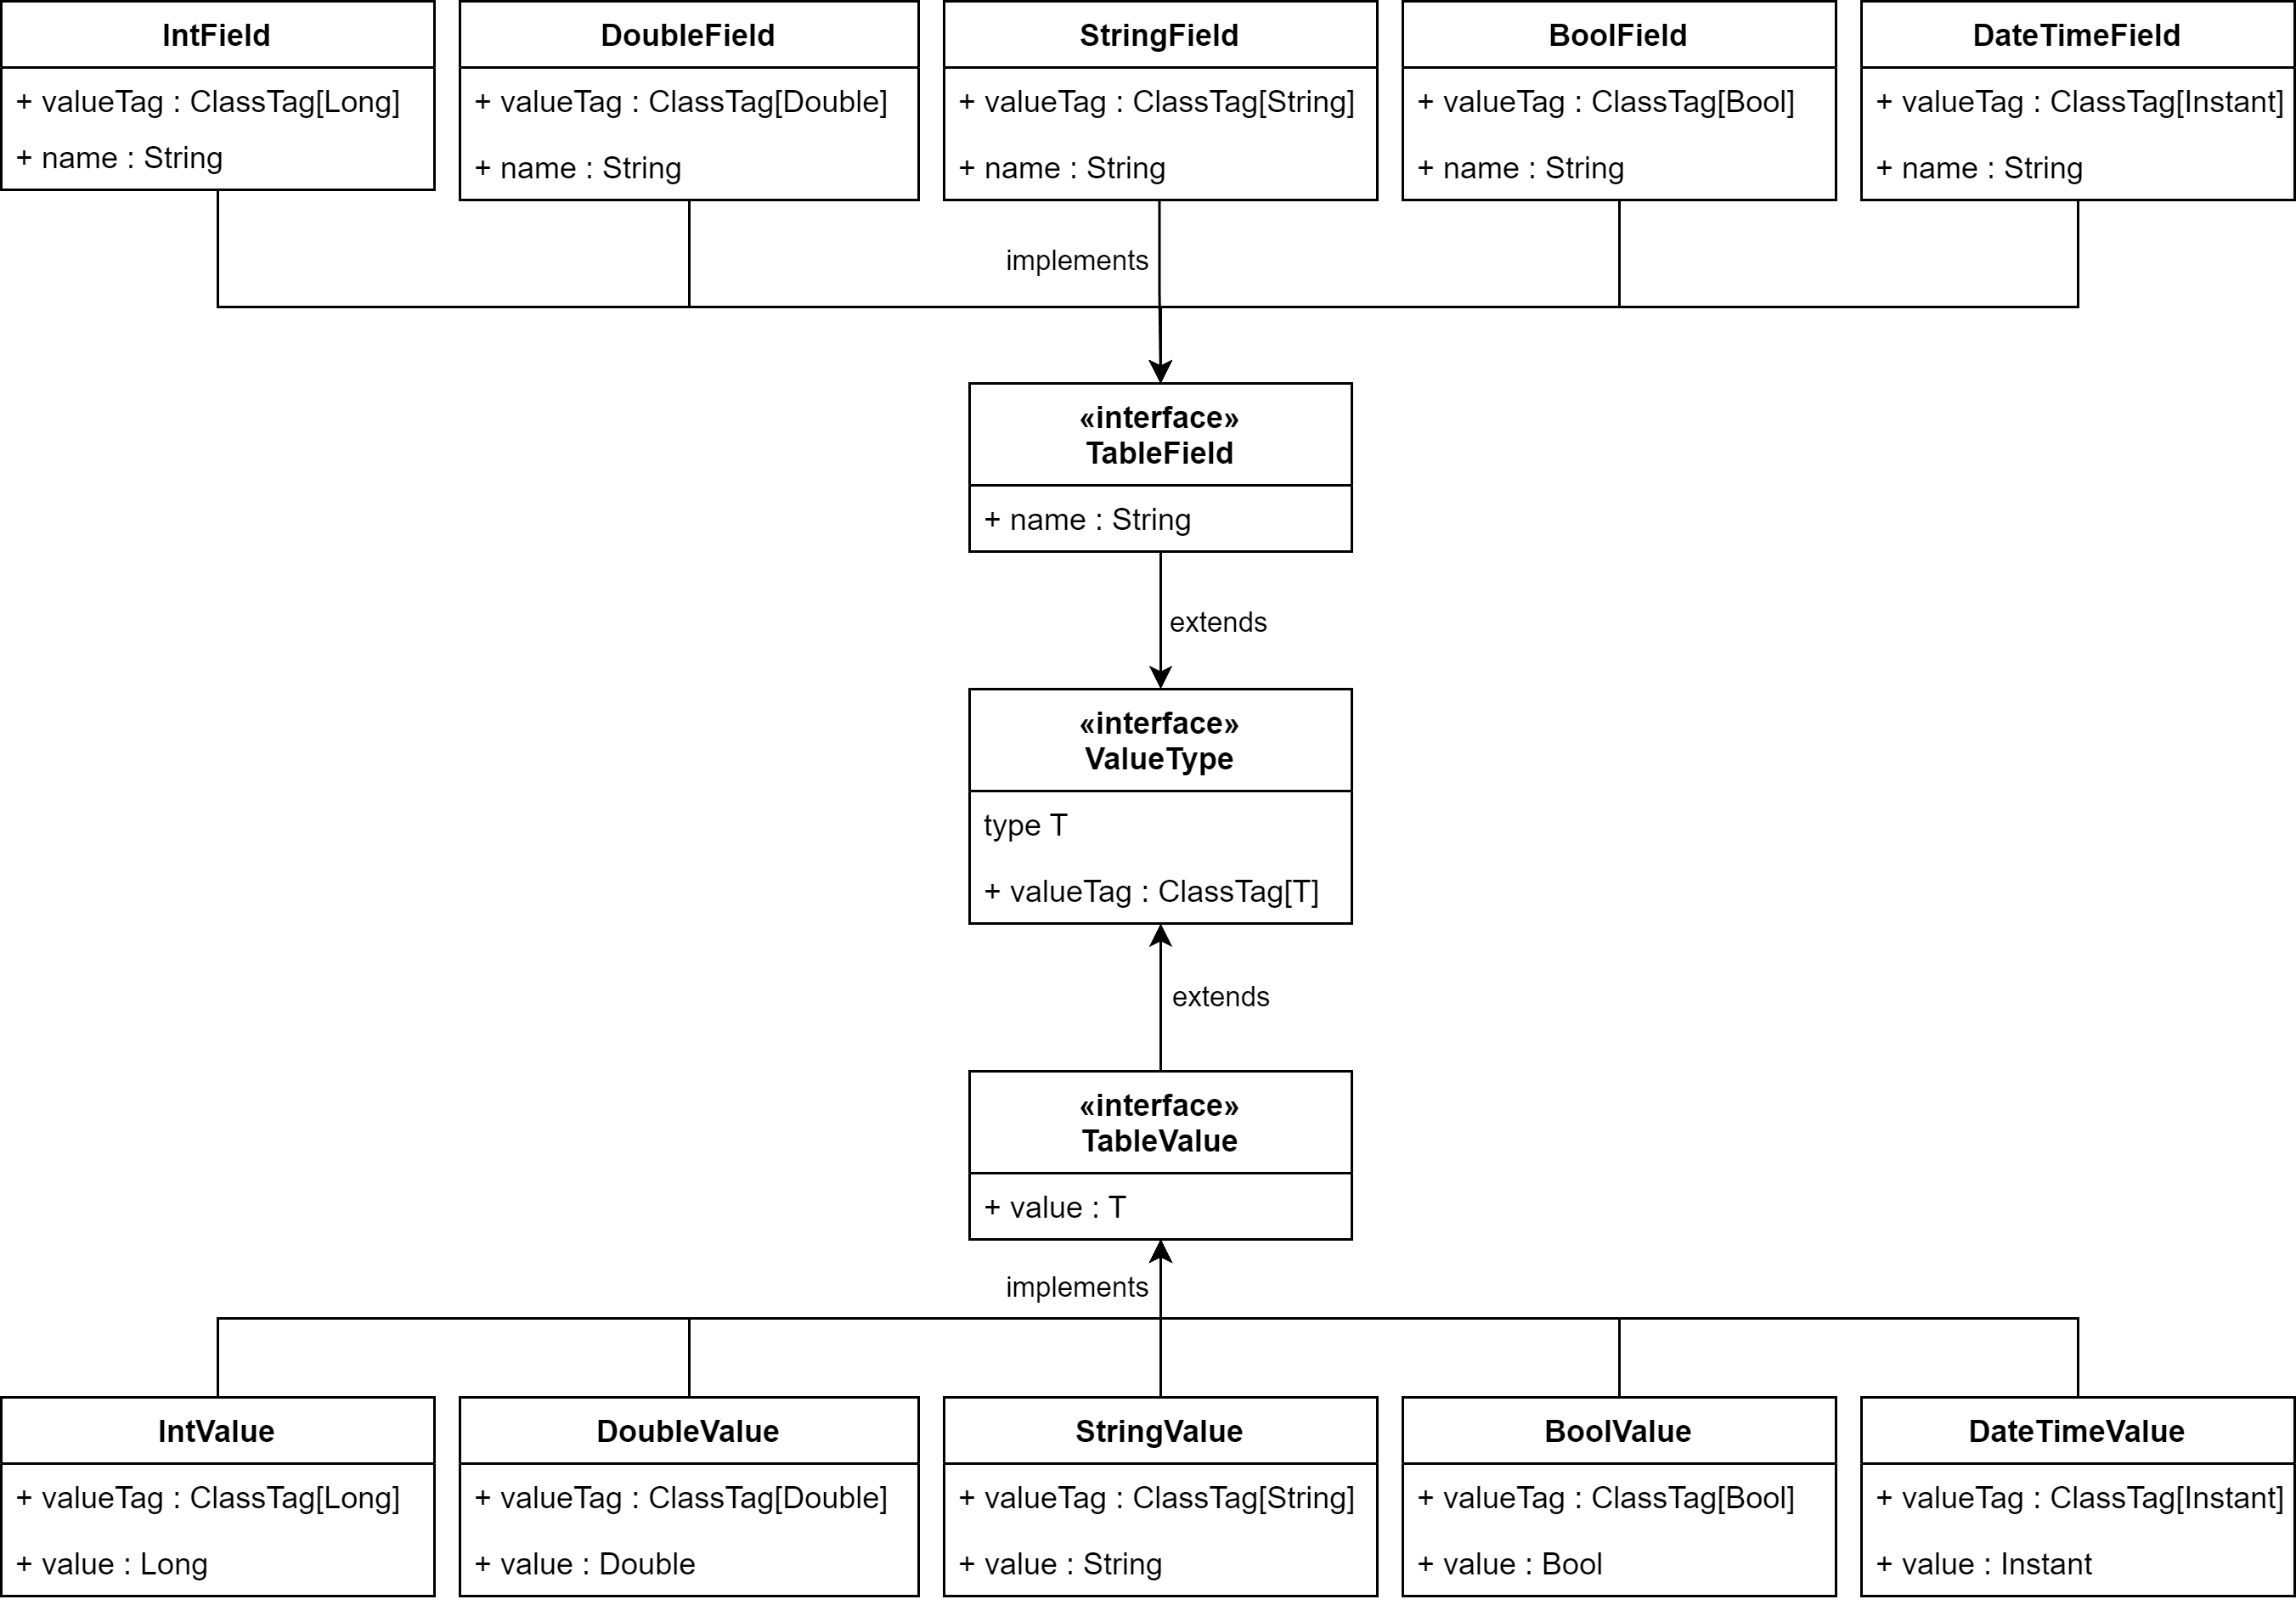 IntField
+ valueTag : ClassTag[Long]
+ name : String
DoubleField
+ valueTag : ClassTag[Double]
+ name : String
StringField
+ valueTag : ClassTag[String]
+ name : String
BoolField
+ valueTag : ClassTag[Bool]
+ name : String
DateTimeField
+ valueTag : ClassTag[Instant]
+ name : String
implements
«interface»
TableField
+ name : String
extends
«interface»
ValueType
type T
+ valueTag : ClassTag[T]
extends
«interface»
TableValue
+ value : T
implements
IntValue
+ valueTag : ClassTag[Long]
+ value : Long
DoubleValue
+ valueTag : ClassTag[Double]
+ value : Double
StringValue
+ valueTag : ClassTag[String]
+ value : String
BoolValue
+ valueTag : ClassTag[Bool]
+ value : Bool
DateTimeValue
+ valueTag : ClassTag[Instant]
+ value : Instant